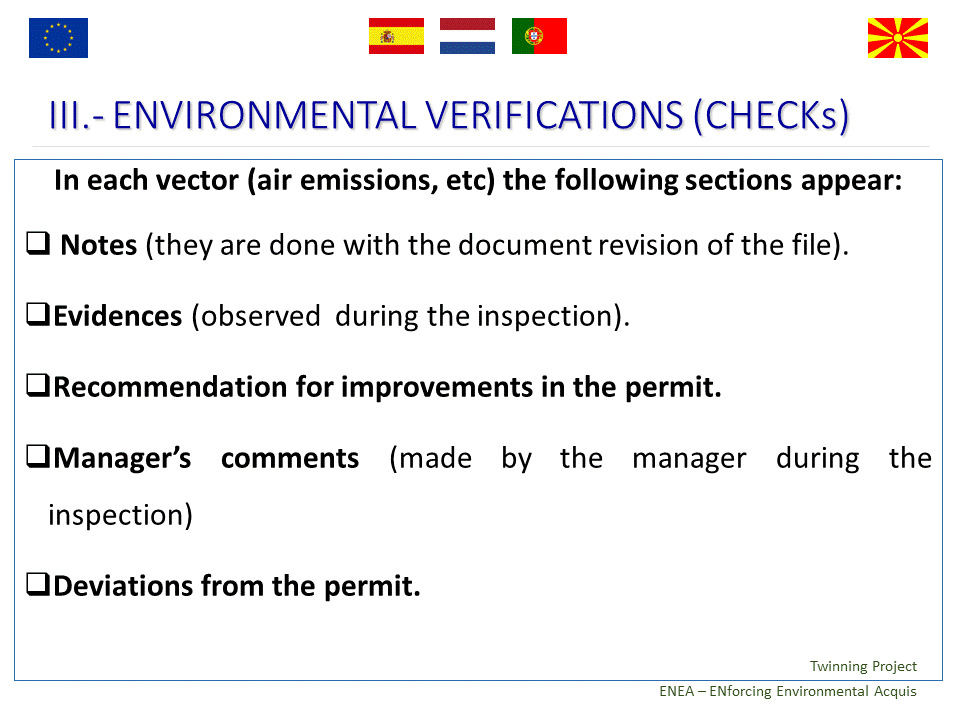 III.- ENVIRONMENTAL VERIFICATIONS (CHECKs)
In each vector (air emissions, etc) the following sections appear:
Notes (they are done with the document revision of the file).
Evidences (observed during the inspection).
Recommendation for improvements in the permit.
Manager’s comments (made by the manager during the
inspection)
Deviations from the permit.
Twinning Project
ENEA – ENforcing Environmental Acquis